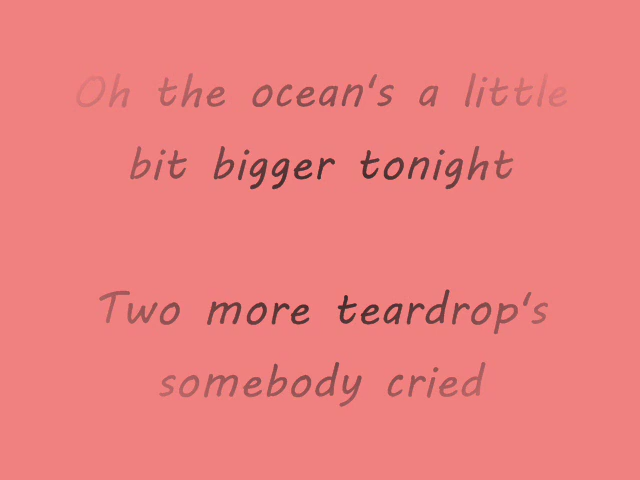 Oh the ocean's a little
bit bigger tonight
Two more teardrop's
somebody cried